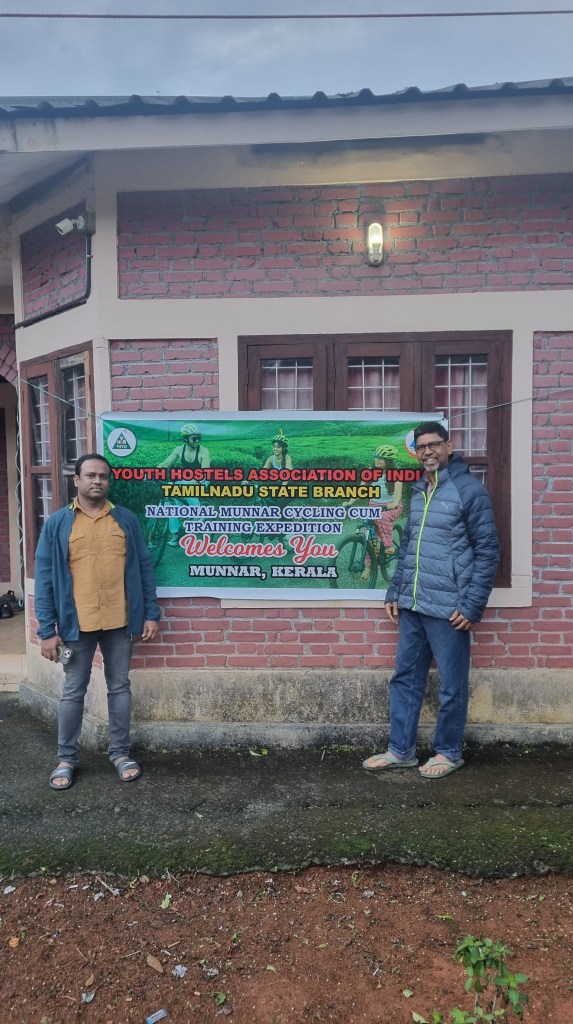 YOUTH HOSTELS ASSOCIATION OF INDI
TAMILNADU STATE BRANCH
NATIONAL MUNNAR CYCLING CUM
TRAINING EXPEDITION
Welcomes You
MUNNAR, KERALA